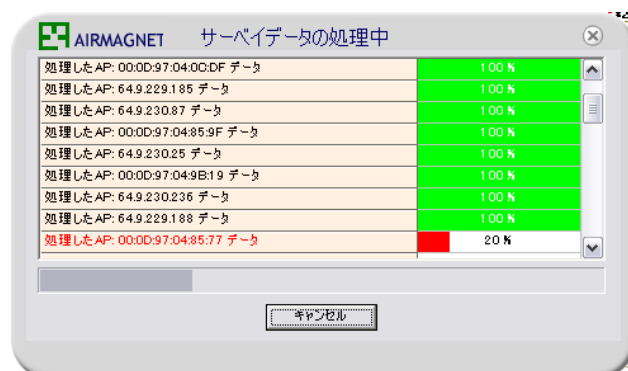 AIRMAGNET サーベイデータの処理中
処理したAP: 00:0D:97:04:0C:DF データ 100 %
処理したAP: 64.9.229.185 データ 100 %
処理したAP: 64.9.230.87 データ 100 %
処理したAP: 00:0D:97:04:85:9F データ 100 %
処理したAP: 64.9.230.25 データ 100 %
処理したAP: 00:0D:97:04:9B:19 データ 100 %
処理したAP: 64.9.230.236 データ 100 %
処理したAP: 64.9.229.188 データ 100 %
処理したAP: 00:0D:97:04:85:77 データ 20 %
キャンセル